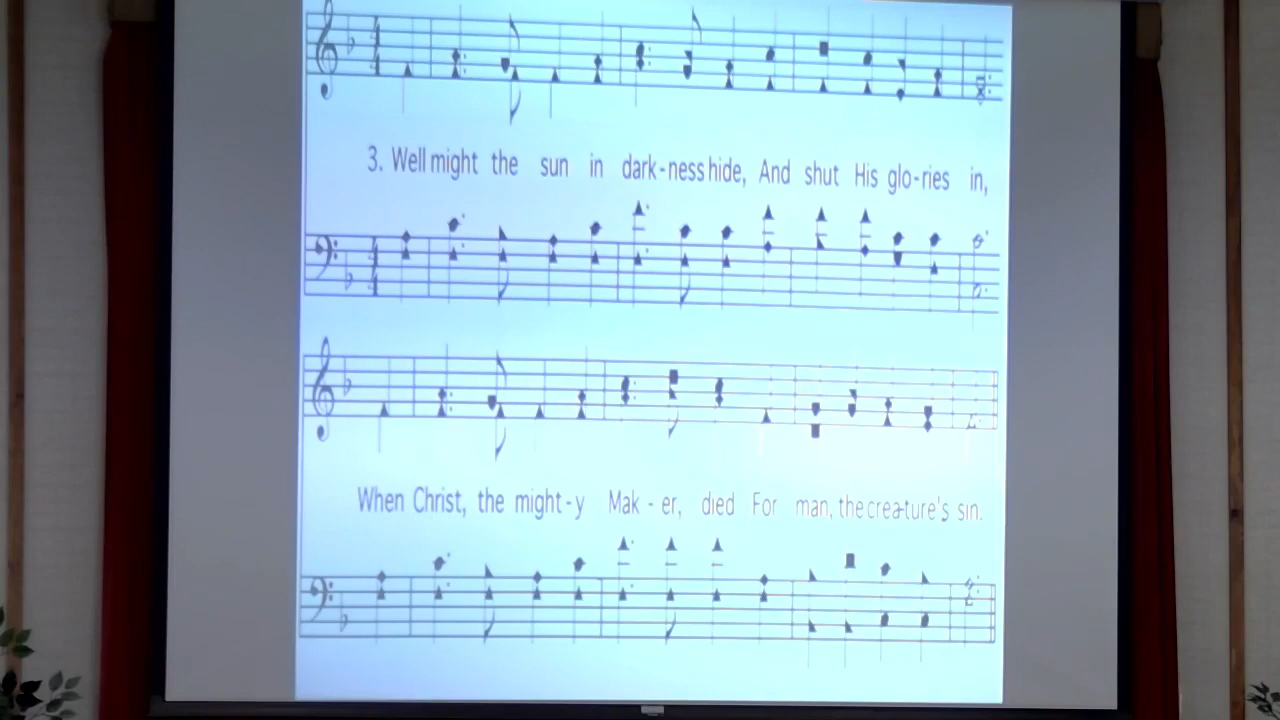 3. Well might the sun in dark-ness hide, And shut His glo-ries in,
When Christ, the might-y Mak-er, died For man, the crea-ture's sin.